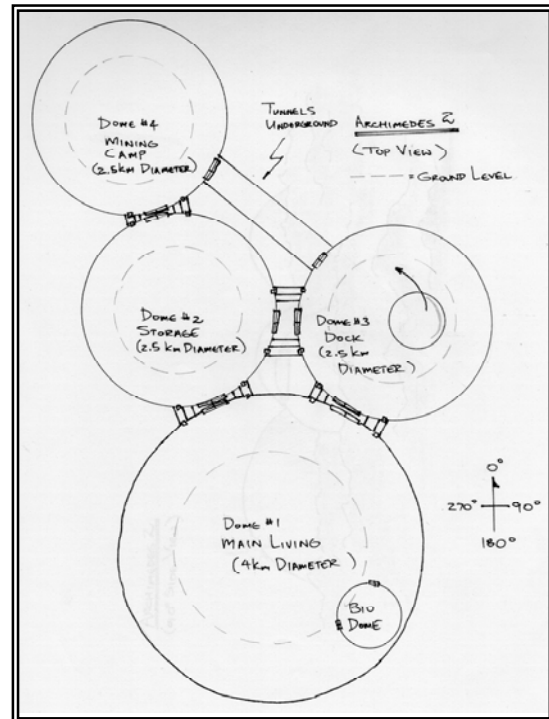 DOME #4
MINING
CAMP
(2.5km DIAMETER)
TUNNELS
UNDERGROUND
ARCHIMEDES 2
(TOP VIEW)
---- = GROUND LEVEL
DOME #2
STORAGE
(2.5 km DIAMETER)
DOME #3
DOCK
(2.5 km
DIAMETER)
DOME #1
MAIN LIVING
(4km DIAMETER)
DOME
0°
270°
90°
180°